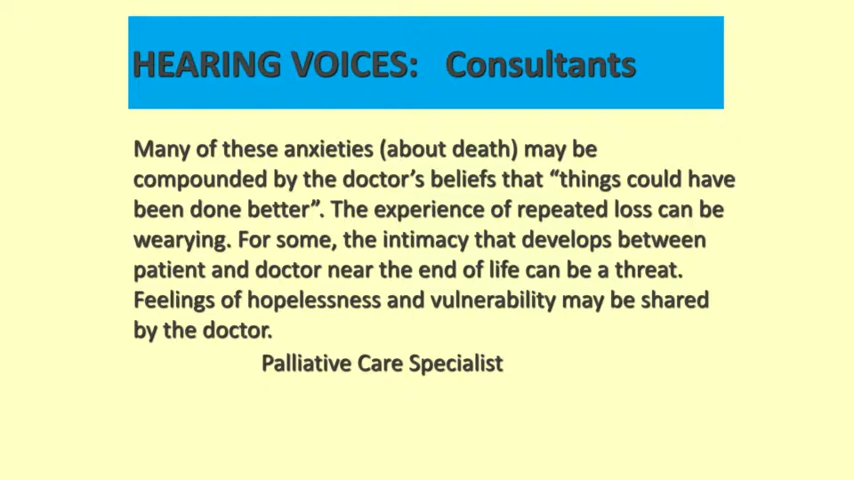 HEARING VOICES: Consultants
Many of these anxieties (about death) may be
compounded by the doctor’s beliefs that “things could have
been done better”. The experience of repeated loss can be
wearying. For some, the intimacy that develops between
patient and doctor near the end of life can be a threat.
Feelings of hopelessness and vulnerability may be shared
by the doctor.
Palliative Care Specialist